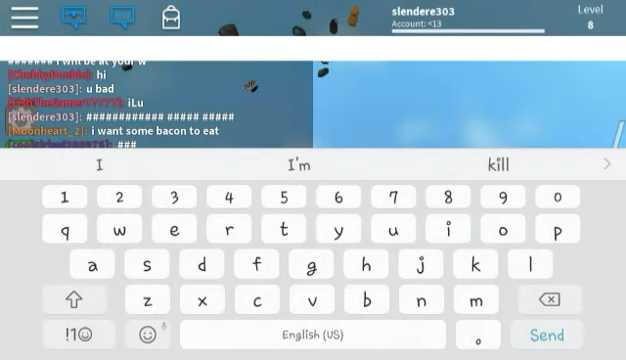 slendere303
Account: <13
Level
8
####### i will be at your w
hi
[slendere303]: u bad
iLu
[slendere303]: ############ ##### #####
[Moonheart_2]: i want some bacon to eat
###
I I'm kill
1 2 3 4 5 6 7 8 9 0
q w e r t y u i o p
a s d f g h j k l
z x c v b n m
!1☺ English (US) . Send